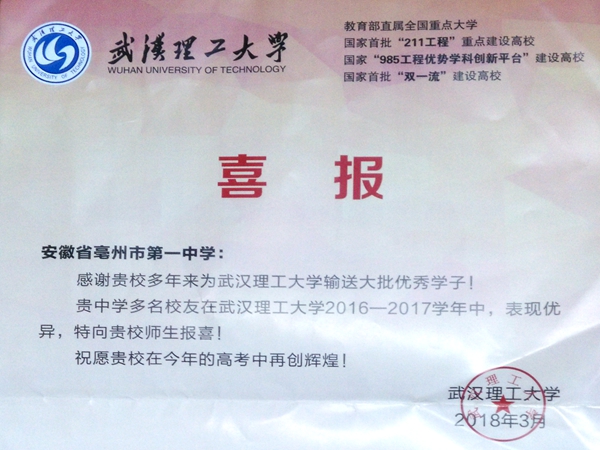 武汉理工大学
WUHAN UNIVERSITY OF TECHNOLOGY
教育部直属全国重点大学
国家首批“211工程”重点建设高校
国家“985工程优势学科创新平台”建设高校
国家首批“双一流”建设高校
喜报
安徽省亳州市第一中学：
感谢贵校多年来为武汉理工大学输送大批优秀学子！
贵中学多名校友在武汉理工大学2016—2017学年中，表现优
异，特向贵校师生报喜！
祝愿贵校在今年的高考中再创辉煌！
武汉理工大学
2018年3月